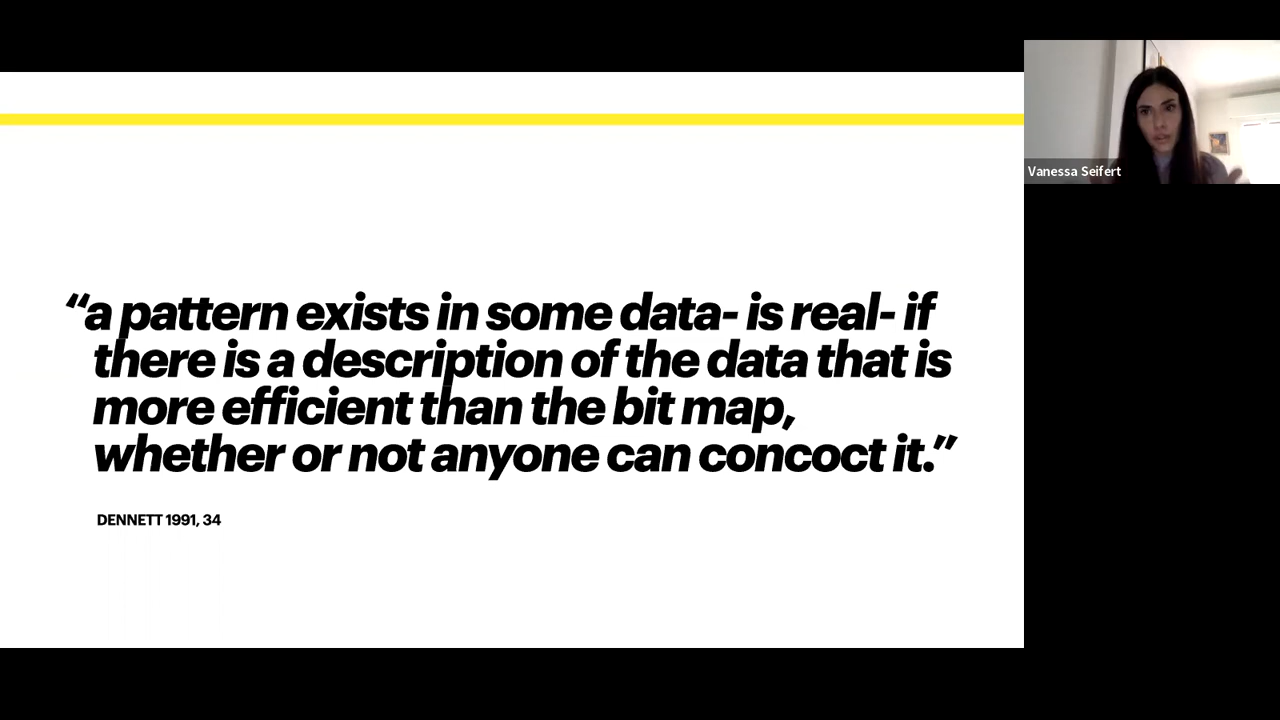 “a pattern exists in some data- is real- if
there is a description of the data that is
more efficient than the bit map,
whether or not anyone can concoct it.”
DENNETT 1991, 34
Vanessa Seifert